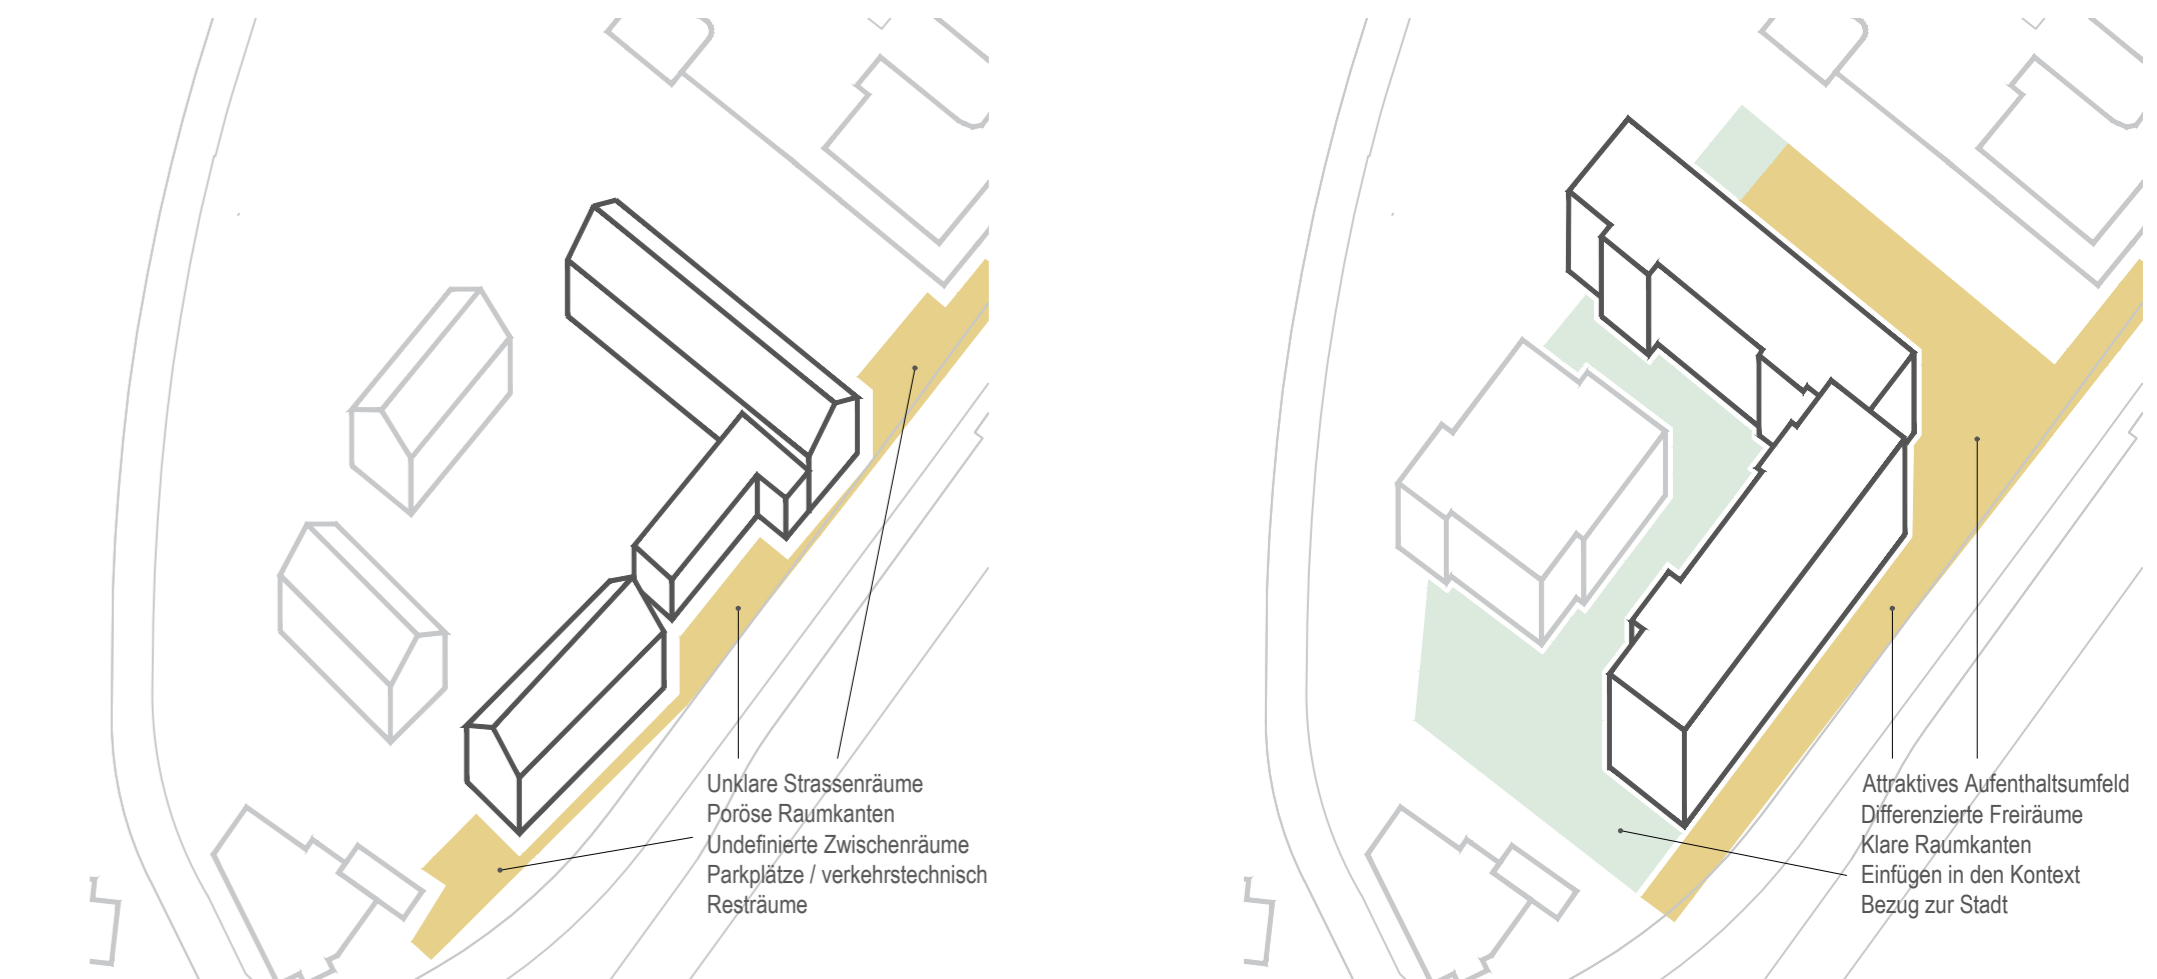 Unklare Strassenräume
Poröse Raumkanten
Undefinierte Zwischenräume
Parkplätze / verkehrstechnisch
Resträume
Attraktives Aufenthaltsumfeld
Differenzierte Freiräume
Klare Raumkanten
Einfügen in den Kontext
Bezug zur Stadt